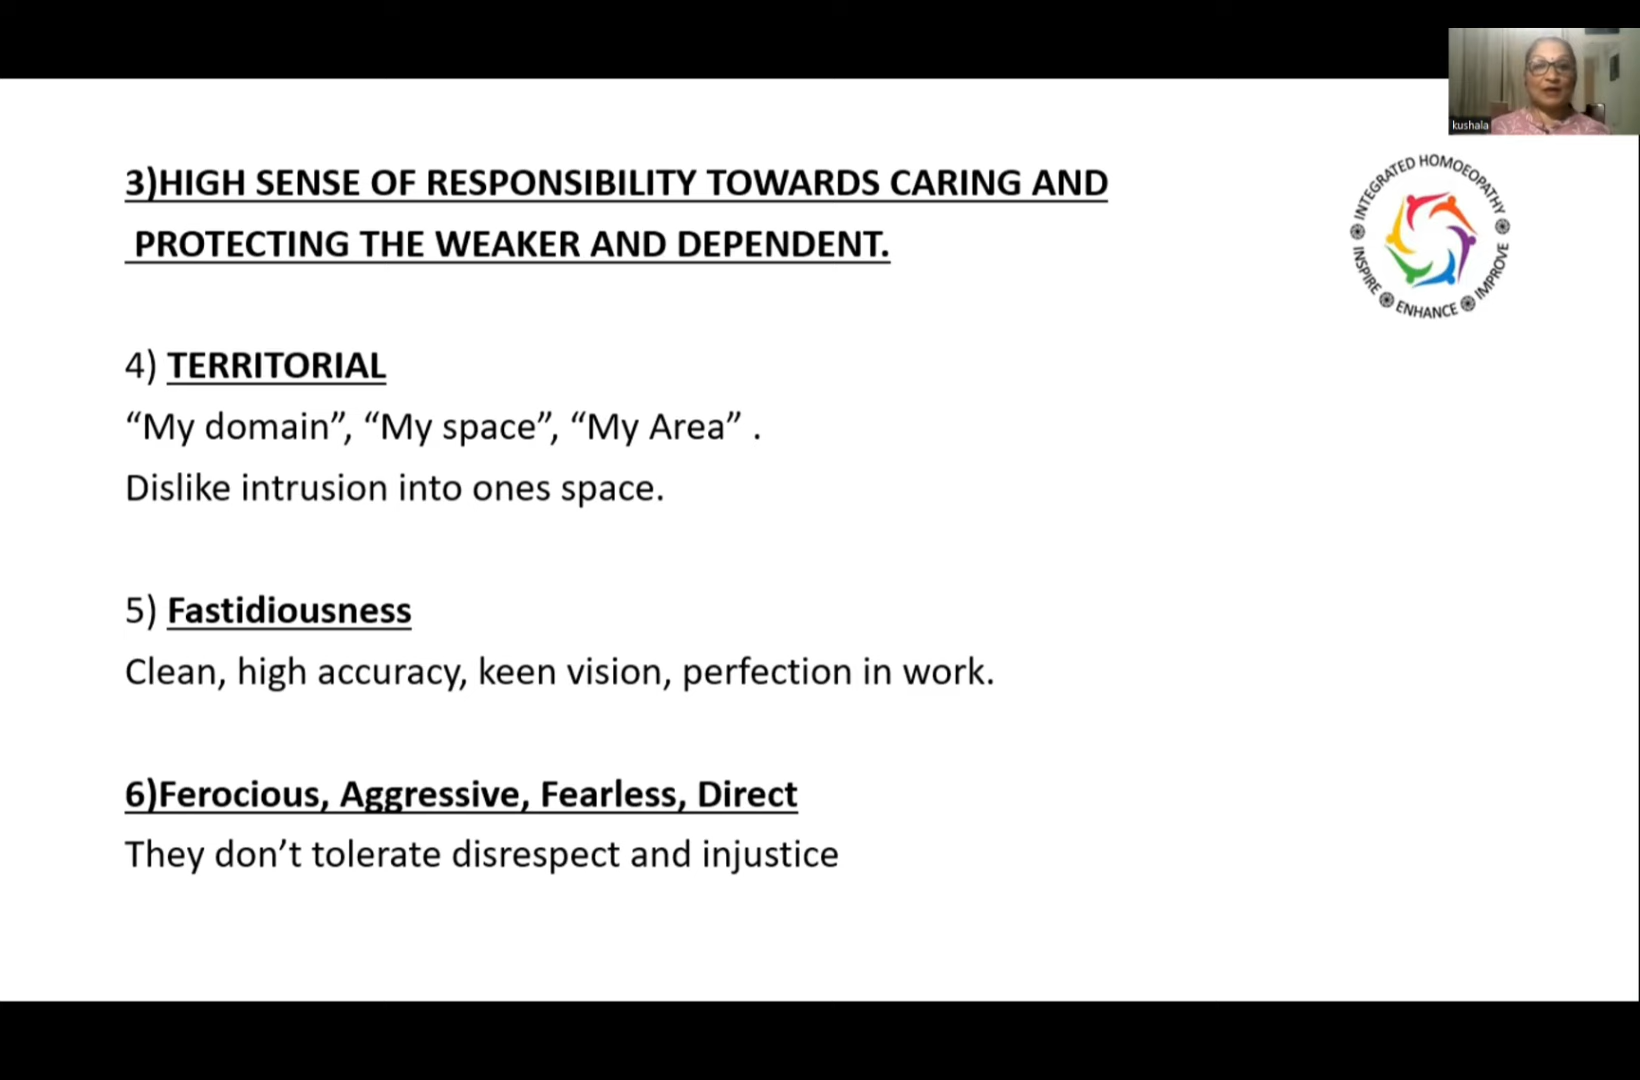 kushala
3)HIGH SENSE OF RESPONSIBILITY TOWARDS CARING AND
PROTECTING THE WEAKER AND DEPENDENT.
INTEGRATED HOMOEOPATHY
INSPIRE ENHANCE IMPROVE
4) TERRITORIAL
“My domain”, “My space”, “My Area” .
Dislike intrusion into ones space.
5) Fastidiousness
Clean, high accuracy, keen vision, perfection in work.
6)Ferocious, Aggressive, Fearless, Direct
They don’t tolerate disrespect and injustice